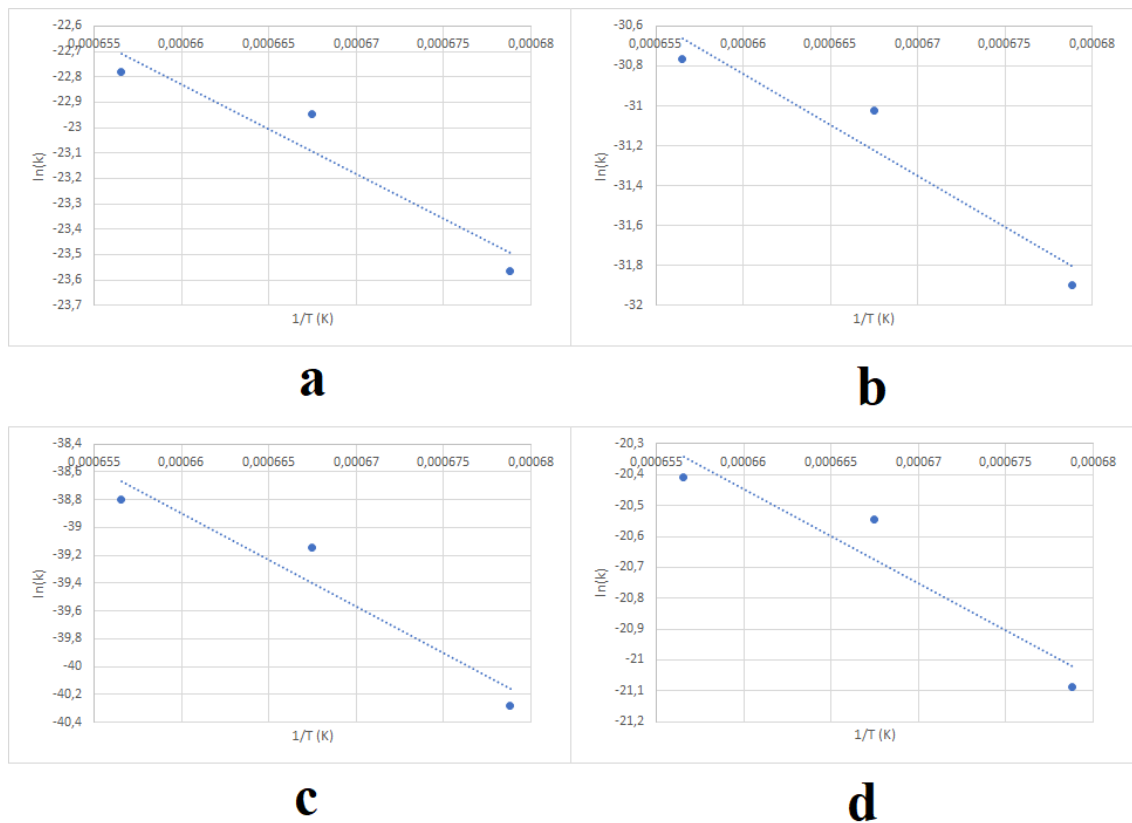 -22,6
0,000655 0,00066 0,000665 0,00067 0,000675 0,00068
-22,7
-22,8
-22,9
-23
-23,1
-23,2
-23,3
-23,4
-23,5
-23,6
-23,7
ln(k)
1/T (K)
a
-30,6
0,000655 0,00066 0,000665 0,00067 0,000675 0,00068
-30,8
-31
-31,2
-31,4
-31,6
-31,8
-32
ln(k)
1/T (K)
b
-38,4
0,000655 0,00066 0,000665 0,00067 0,000675 0,00068
-38,6
-38,8
-39
-39,2
-39,4
-39,6
-39,8
-40
-40,2
-40,4
ln(k)
1/T (K)
c
-20,3
0,000655 0,00066 0,000665 0,00067 0,000675 0,00068
-20,4
-20,5
-20,6
-20,7
-20,8
-20,9
-21
-21,1
-21,2
ln(k)
1/T (K)
d